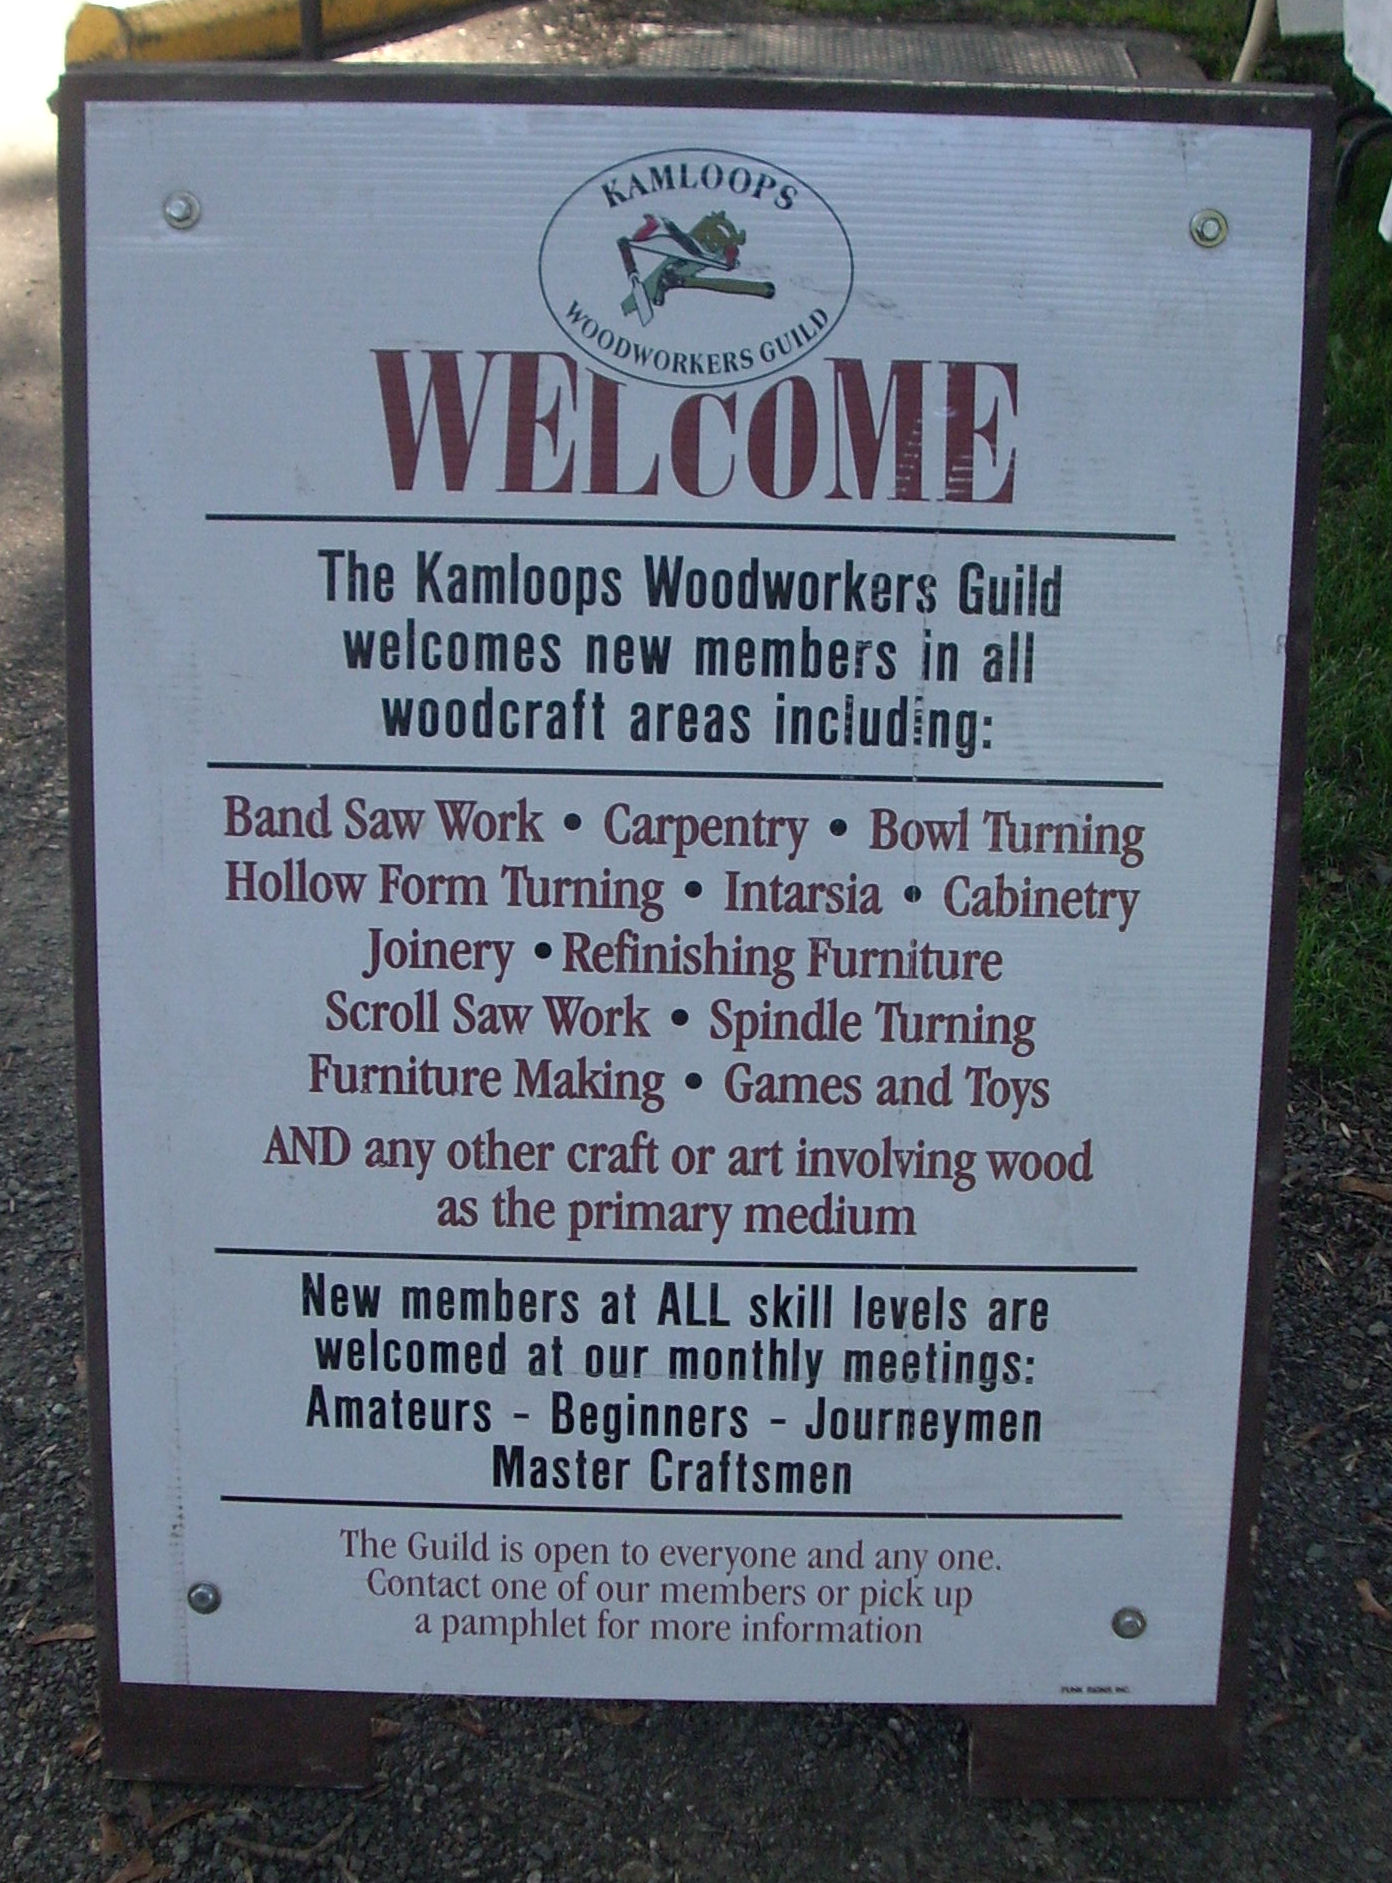 KAMLOOPS
WOODWORKERS GUILD
WELCOME
The Kamloops Woodworkers Guild
welcomes new members in all
woodcraft areas including:
Band Saw Work • Carpentry • Bowl Turning
Hollow Form Turning • Intarsia • Cabinetry
Joinery • Refinishing Furniture
Scroll Saw Work • Spindle Turning
Furniture Making • Games and Toys
AND any other craft or art involving wood
as the primary medium
New members at ALL skill levels are
welcomed at our monthly meetings:
Amateurs - Beginners - Journeymen
Master Craftsmen
The Guild is open to everyone and any one.
Contact one of our members or pick up
a pamphlet for more information
FUNK SIGNS INC.